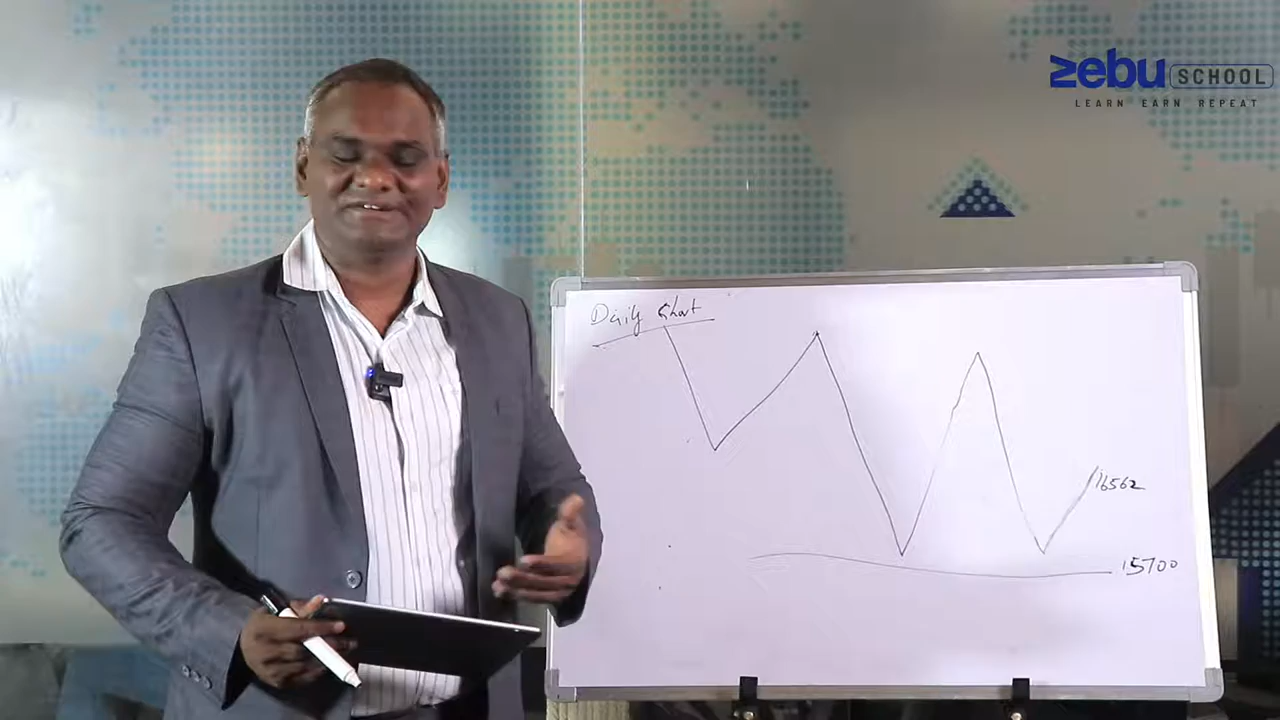 zebu SCHOOL
LEARN EARN REPEAT
Daily Chart
16562
15700